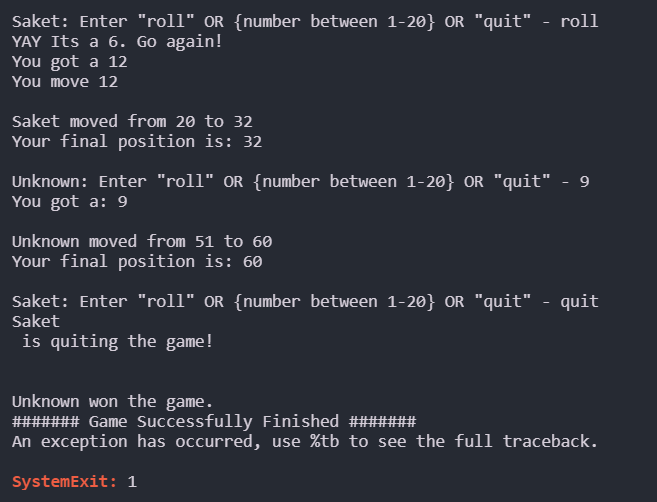 Saket: Enter "roll" OR {number between 1-20} OR "quit" - roll
YAY Its a 6. Go again!
You got a 12
You move 12
Saket moved from 20 to 32
Your final position is: 32
Unknown: Enter "roll" OR {number between 1-20} OR "quit" - 9
You got a: 9
Unknown moved from 51 to 60
Your final position is: 60
Saket: Enter "roll" OR {number between 1-20} OR "quit" - quit
Saket
 is quiting the game!
Unknown won the game.
####### Game Successfully Finished #######
An exception has occurred, use %tb to see the full traceback.
SystemExit: 1